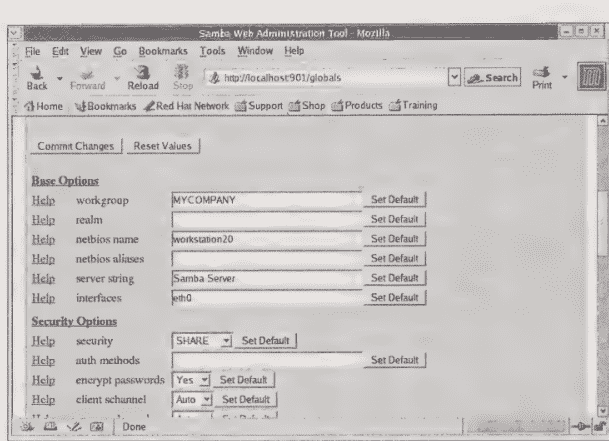 Samba Web Administration Tool - Mozilla
File Edit View Go Bookmarks Tools Window Help
Back Forward Reload Stop http://localhost:901/globals Search Print
Home Bookmarks Red Hat Network Support Shop Products Training
Commit Changes Reset Values
Base Options
Help workgroup MYCOMPANY Set Default
Help realm Set Default
Help netbios name workstation20 Set Default
Help netbios aliases Set Default
Help server string Samba Server Set Default
Help interfaces eth0 Set Default
Security Options
Help security SHARE Set Default
Help auth methods Set Default
Help encrypt passwords Yes Set Default
Help client schannel Auto Set Default
Done